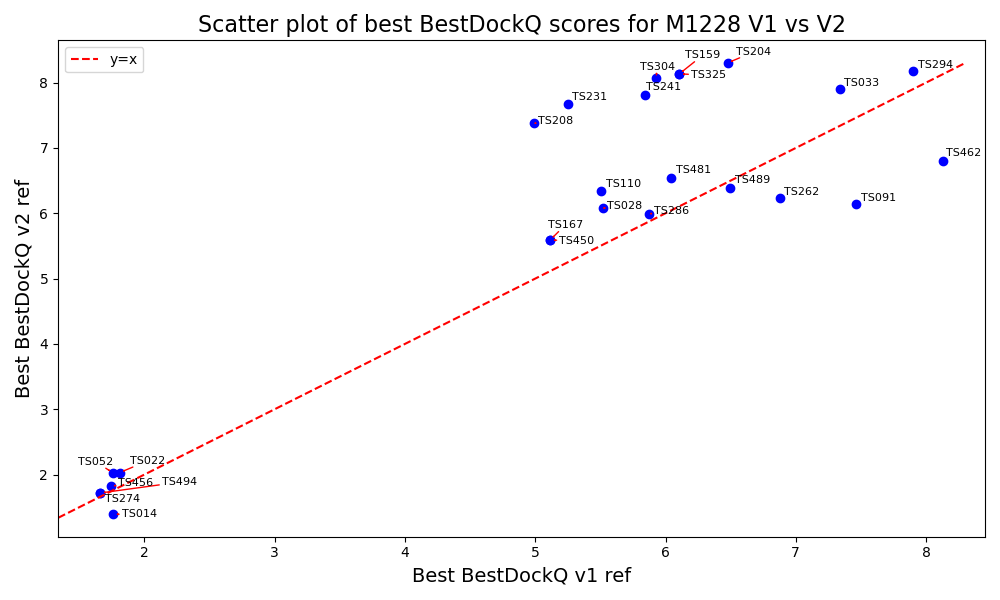 Scatter plot of best BestDockQ scores for M1228 V1 vs V2
y=x
TS159
TS204
TS304
TS325
TS294
TS241
TS033
TS231
TS208
TS462
TS481
TS489
TS110
TS262
TS091
TS028
TS286
TS167
TS450
TS052
TS022
TS456
TS494
TS274
TS014
8
7
6
5
4
3
2
Best BestDockQ v2 ref
2
3
4
5
6
7
8
Best BestDockQ v1 ref